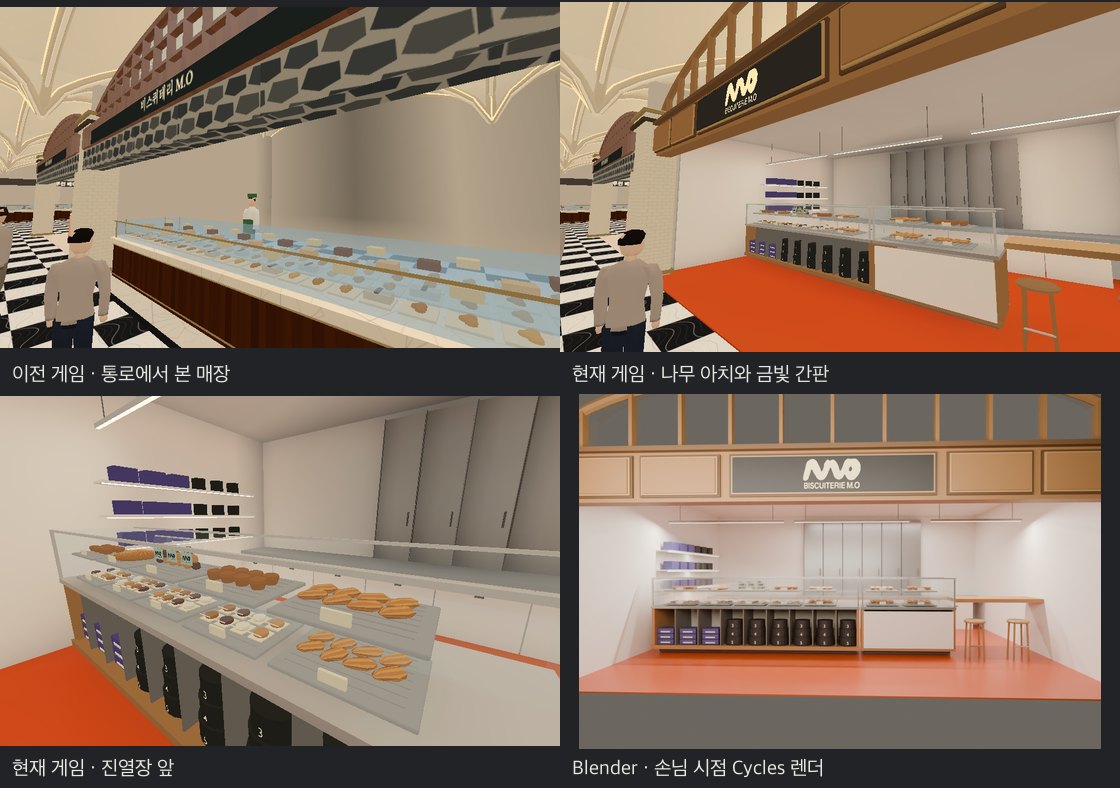 비스퀴테리 M.O
MO
BISCUITERIE M.O
이전 게임 · 통로에서 본 매장
현재 게임 · 나무 아치와 금빛 간판
MO
BISCUITERIE M.O
현재 게임 · 진열장 앞
Blender · 손님 시점 Cycles 렌더